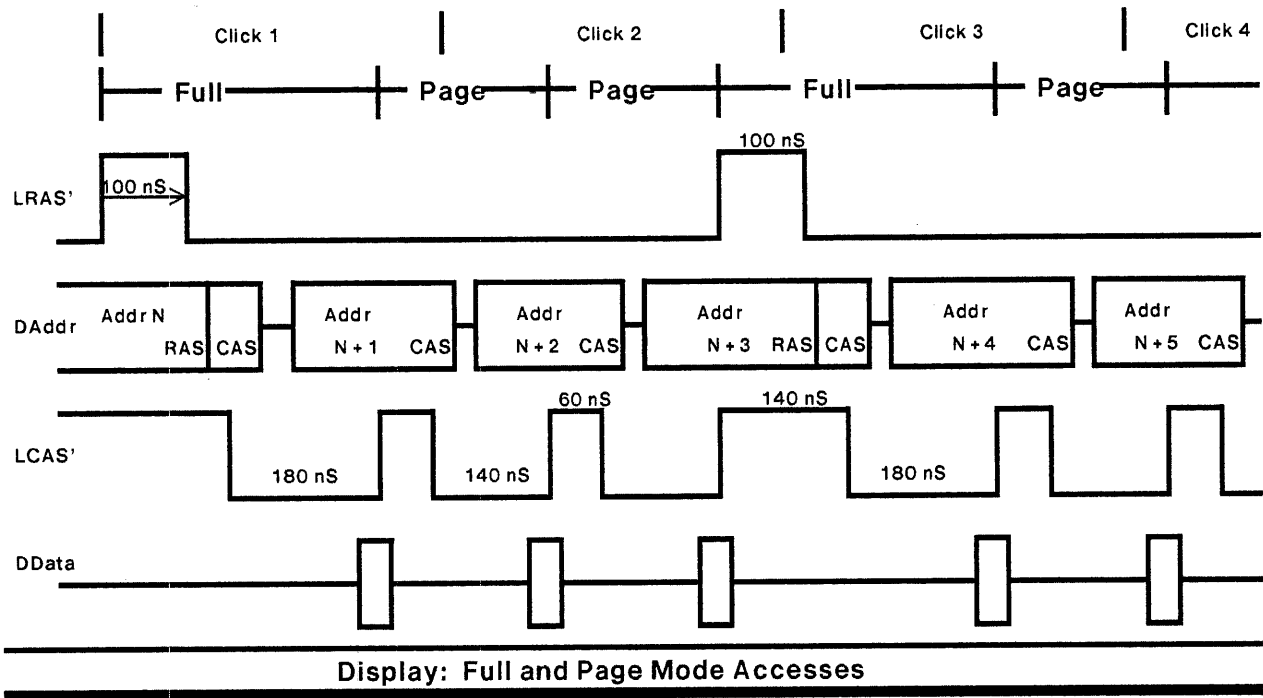 Click 1 Click 2 Click 3 Click 4
Full Page Page Full Page
100 nS
100 nS
LRAS'
Addr N Addr Addr Addr Addr Addr
DAddr
RAS CAS N + 1 CAS N + 2 CAS N + 3 RAS CAS N + 4 CAS N + 5 CAS
60 nS 140 nS
LCAS'
180 nS 140 nS 180 nS
DData
Display: Full and Page Mode Accesses